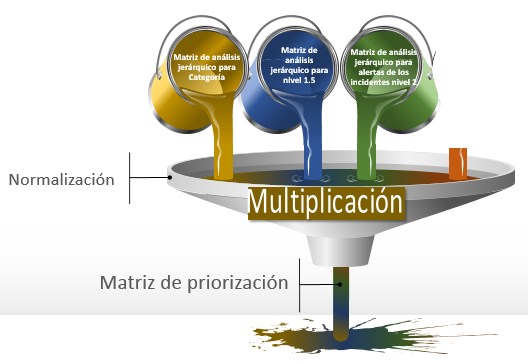 Matriz de análisis
jerárquico para
Categoría
Matriz de
análisis
jerárquico para
nivel 1.5
Matriz de análisis
jerárquico para
alertas de los
incidentes nivel 2
Normalización
Multiplicación
Matriz de priorización